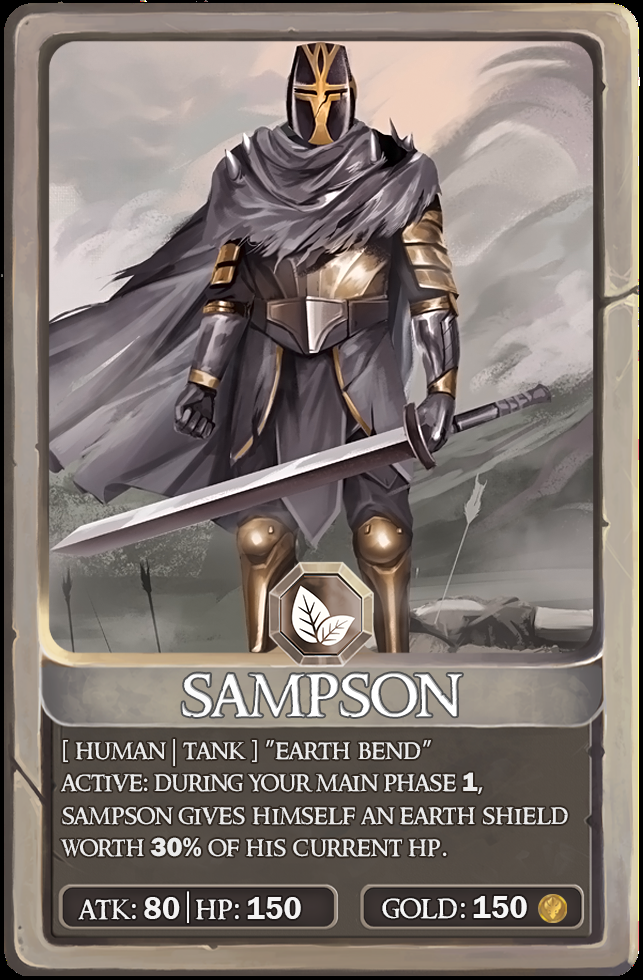 SAMPSON
[ HUMAN | TANK ] "EARTH BEND"
ACTIVE: DURING YOUR MAIN PHASE 1,
SAMPSON GIVES HIMSELF AN EARTH SHIELD
WORTH 30% OF HIS CURRENT HP.
ATK: 80 | HP: 150
GOLD: 150